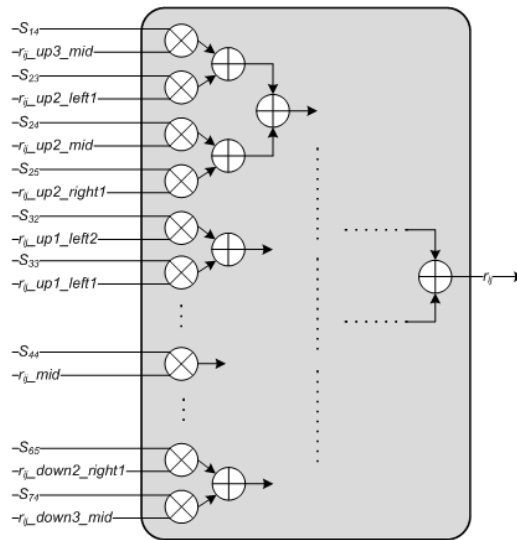 –S14
–rij_up3_mid
–S23
–rij_up2_left1
–S24
–rij_up2_mid
–S25
–rij_up2_right1
–S32
–rij_up1_left2
–S33
–rij_up1_left1
rij
–S44
–rij_mid
–S65
–rij_down2_right1
–S74
–rij_down3_mid